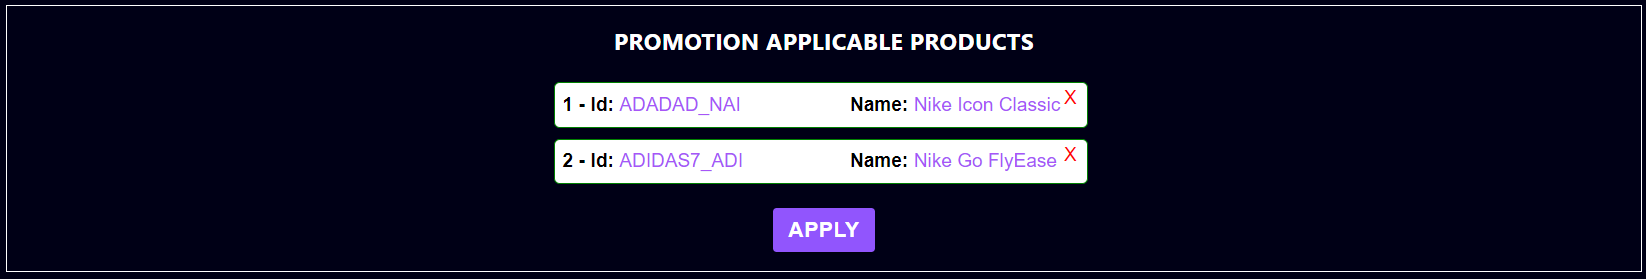 PROMOTION APPLICABLE PRODUCTS
1 - Id: ADADAD_NAI Name: Nike Icon Classic X
2 - Id: ADIDAS7_ADI Name: Nike Go FlyEase X
APPLY